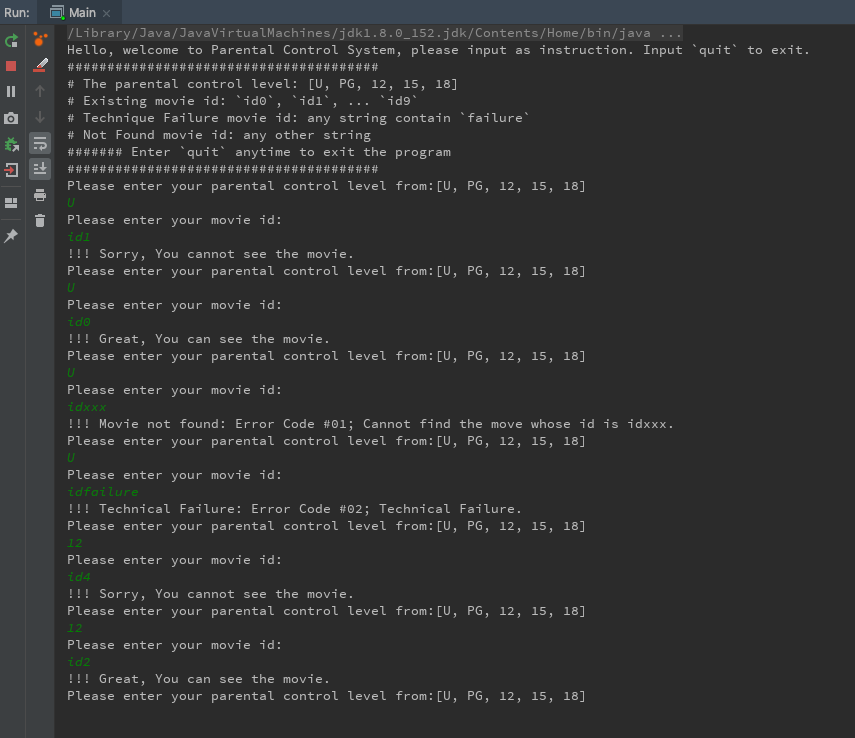 Run: Main
/Library/Java/JavaVirtualMachines/jdk1.8.0_152.jdk/Contents/Home/bin/java ...
Hello, welcome to Parental Control System, please input as instruction. Input `quit` to exit.
#######################################
# The parental control level: [U, PG, 12, 15, 18]
# Existing movie id: `id0`, `id1`, ... `id9`
# Technique Failure movie id: any string contain `failure`
# Not Found movie id: any other string
####### Enter `quit` anytime to exit the program
#######################################
Please enter your parental control level from:[U, PG, 12, 15, 18]
U
Please enter your movie id:
id1
!!! Sorry, You cannot see the movie.
Please enter your parental control level from:[U, PG, 12, 15, 18]
U
Please enter your movie id:
id0
!!! Great, You can see the movie.
Please enter your parental control level from:[U, PG, 12, 15, 18]
U
Please enter your movie id:
idxxx
!!! Movie not found: Error Code #01; Cannot find the move whose id is idxxx.
Please enter your parental control level from:[U, PG, 12, 15, 18]
U
Please enter your movie id:
idfailure
!!! Technical Failure: Error Code #02; Technical Failure.
Please enter your parental control level from:[U, PG, 12, 15, 18]
12
Please enter your movie id:
id4
!!! Sorry, You cannot see the movie.
Please enter your parental control level from:[U, PG, 12, 15, 18]
12
Please enter your movie id:
id2
!!! Great, You can see the movie.
Please enter your parental control level from:[U, PG, 12, 15, 18]